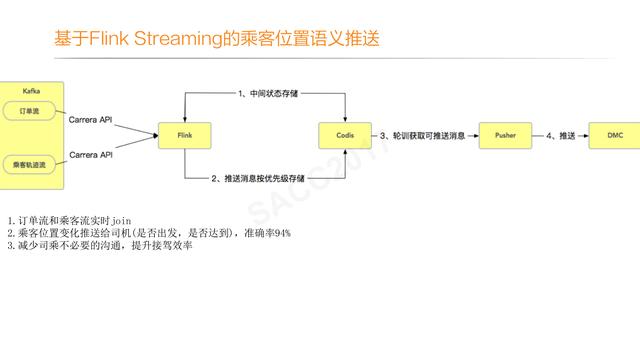 基于Flink Streaming的乘客位置语义推送
Kafka
订单流
乘客轨迹流
Carrera API
Carrera API
Flink
1、中间状态存储
2、推送消息按优先级存储
Codis
3、轮训获取可推送消息
Pusher
4、推送
DMC
SACC2017
1.订单流和乘客流实时join
2.乘客位置变化推送给司机(是否出发，是否达到)，准确率94%
3.减少司乘不必要的沟通，提升接驾效率